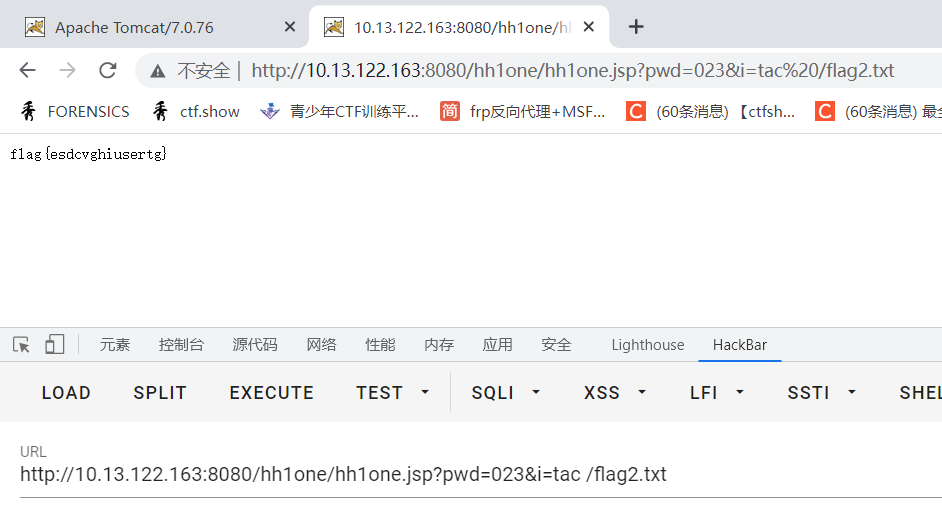 Apache Tomcat/7.0.76 10.13.122.163:8080/hh1one/hh
不安全 | http://10.13.122.163:8080/hh1one/hh1one.jsp?pwd=023&i=tac%20/flag2.txt
FORENSICS ctf.show 青少年CTF训练平... 简 frp反向代理+MSF... C (60条消息) 【ctfsh... C (60条消息) 最全
flag{esdcvghiusertg}
元素 控制台 源代码 网络 性能 内存 应用 安全 Lighthouse HackBar
LOAD SPLIT EXECUTE TEST SQLI XSS LFI SSTI SHEL
URL
http://10.13.122.163:8080/hh1one/hh1one.jsp?pwd=023&i=tac /flag2.txt